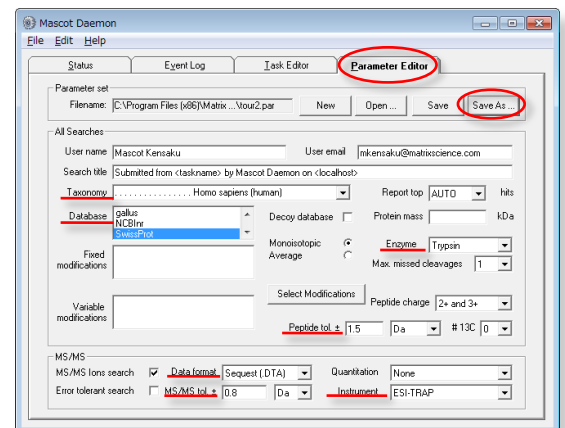 Mascot Daemon
File Edit Help
Status Event Log Task Editor Parameter Editor
Parameter set
Filename: C:\Program Files (x86)\Matrix ...\tour2.par New Open ... Save Save As ...
All Searches
User name Mascot Kensaku User email mkensaku@matrixscience.com
Search title Submitted from <taskname> by Mascot Daemon on <localhost>
Taxonomy . . . . . . . . . . . . . . . . Homo sapiens (human) Report top AUTO hits
Database gallus NCBInr SwissProt Decoy database Protein mass kDa
Monoisotopic Average Enzyme Trypsin
Fixed modifications Max. missed cleavages 1
Select Modifications Peptide charge 2+ and 3+
Variable modifications
Peptide tol. ± 1.5 Da # 13C 0
MS/MS
MS/MS Ions search Data format Sequest (.DTA) Quantitation None
Error tolerant search MS/MS tol. ± 0.8 Da Instrument ESI-TRAP